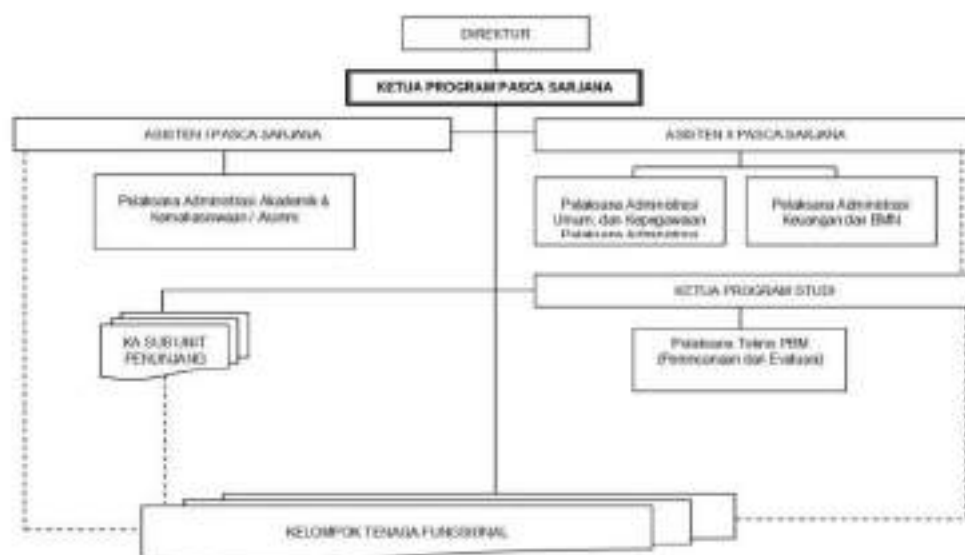 DIREKTUR
KETUA PROGRAM PASCA SARJANA
ASISTEN I PASCA SARJANA
ASISTEN II PASCA SARJANA
Pelaksana Administrasi Akademik &
Kemahasiswaan / Alumni
Pelaksana Administrasi
Umum, dan Kepegawaian
Pelaksana Administrasi
Pelaksana Administrasi
Keuangan dan BMN
KETUA PROGRAM STUDI
KA SUB UNIT
PENUNJANG
Pelaksana Teknis PBM
(Perencanaan dan Evaluasi)
KELOMPOK TENAGA FUNGSIONAL